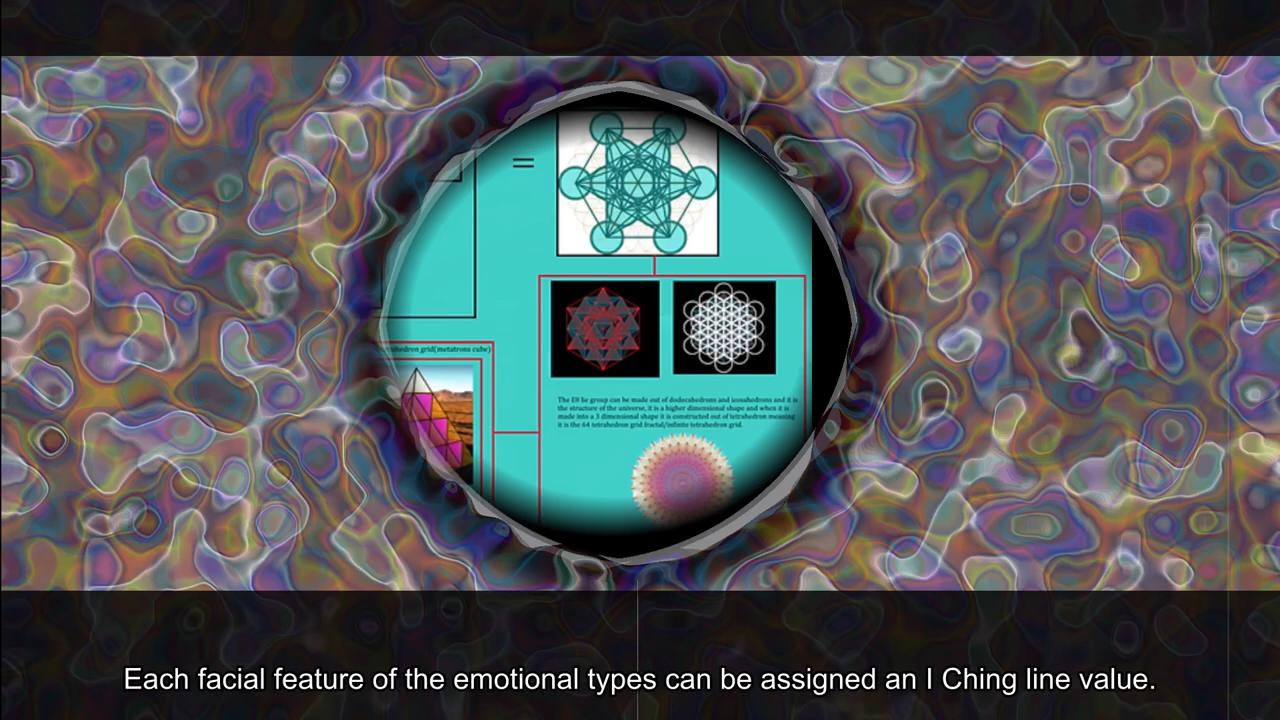 =
tetrahedron grid(metatrons cube)
The E8 lie group can be made out of dodecahedrons and icosahedrons and it is
the structure of the universe, it is a higher dimensional shape and when it is
made into a 3 dimensional shape it is constructed out of tetrahedron meaning
it is the 64 tetrahedron grid fractal/infinite tetrahedron grid.
Each facial feature of the emotional types can be assigned an I Ching line value.